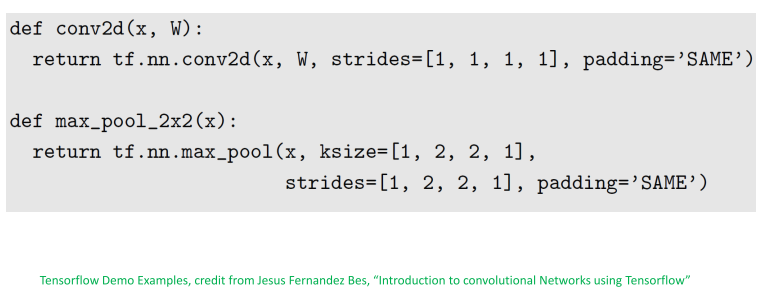 def conv2d(x, W):
  return tf.nn.conv2d(x, W, strides=[1, 1, 1, 1], padding=’SAME’)
def max_pool_2x2(x):
  return tf.nn.max_pool(x, ksize=[1, 2, 2, 1],
                        strides=[1, 2, 2, 1], padding=’SAME’)
Tensorflow Demo Examples, credit from Jesus Fernandez Bes, “Introduction to convolutional Networks using Tensorflow”